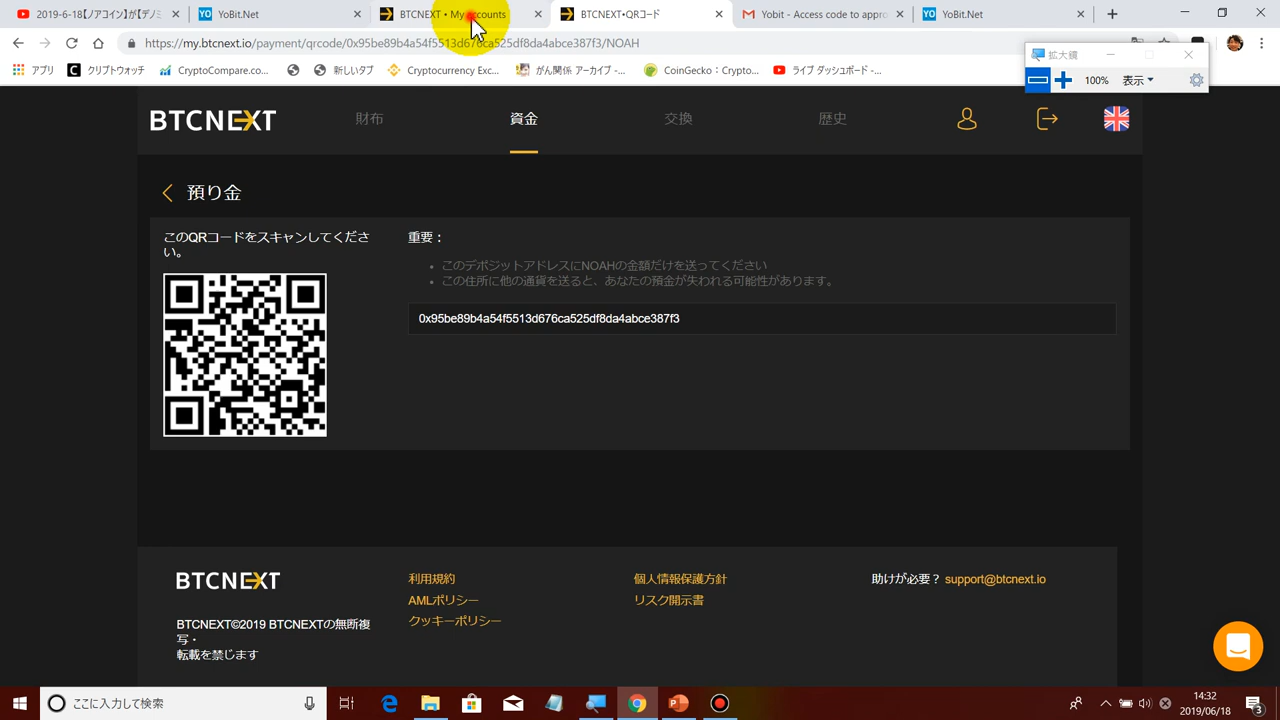 2019-6-18【ノアコイン】が【デノミ
YoBit.Net
BTCNEXT • My accounts
BTCNEXT•QRコード
Yobit - Access code to appro
YoBit.Net
https://my.btcnext.io/payment/qrcode/0x95be89b4a54f5513d676ca525df8da4abce387f3/NOAH
アプリ
クリプトウォッチ
CryptoCompare.co...
新しいタブ
Cryptocurrency Exc...
がん関係 アーカイブ -...
CoinGecko: Crypto...
ライブ ダッシュボード -...
拡大鏡
100%
表示
BTCNEXT
財布
資金
交換
歴史
預り金
このQRコードをスキャンしてくださ
い。
重要：
• このデポジットアドレスにNOAHの金額だけを送ってください
• この住所に他の通貨を送ると、あなたの預金が失われる可能性があります。
0x95be89b4a54f5513d676ca525df8da4abce387f3
BTCNEXT
BTCNEXT©2019 BTCNEXTの無断複
写・
転載を禁じます
利用規約
AMLポリシー
クッキーポリシー
個人情報保護方針
リスク開示書
助けが必要？ support@btcnext.io
ここに入力して検索
14:32
2019/06/18
3